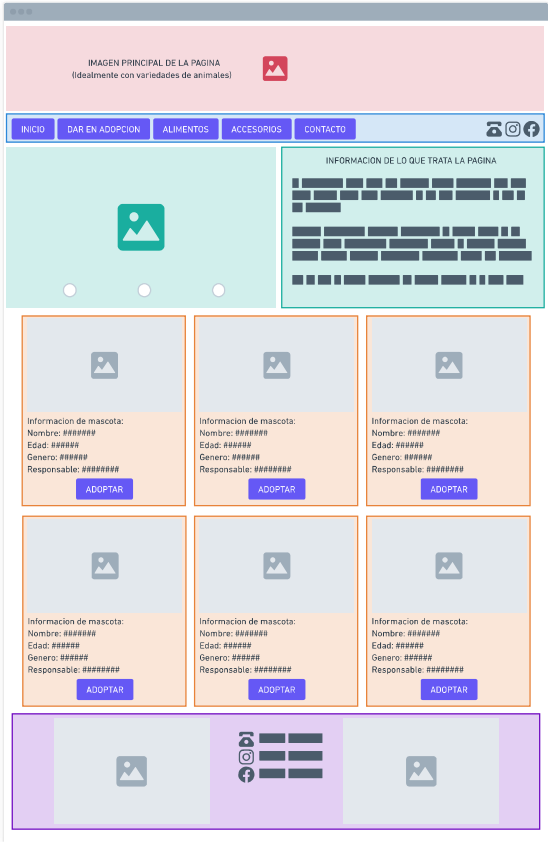 IMAGEN PRINCIPAL DE LA PAGINA
(Idealmente con variedades de animales)
INICIO
DAR EN ADOPCION
ALIMENTOS
ACCESORIOS
CONTACTO
INFORMACION DE LO QUE TRATA LA PAGINA
Informacion de mascota:
Nombre: #######
Edad: ######
Genero: ######
Responsable: ########
ADOPTAR
Informacion de mascota:
Nombre: #######
Edad: ######
Genero: ######
Responsable: ########
ADOPTAR
Informacion de mascota:
Nombre: #######
Edad: ######
Genero: ######
Responsable: ########
ADOPTAR
Informacion de mascota:
Nombre: #######
Edad: ######
Genero: ######
Responsable: ########
ADOPTAR
Informacion de mascota:
Nombre: #######
Edad: ######
Genero: ######
Responsable: ########
ADOPTAR
Informacion de mascota:
Nombre: #######
Edad: ######
Genero: ######
Responsable: ########
ADOPTAR